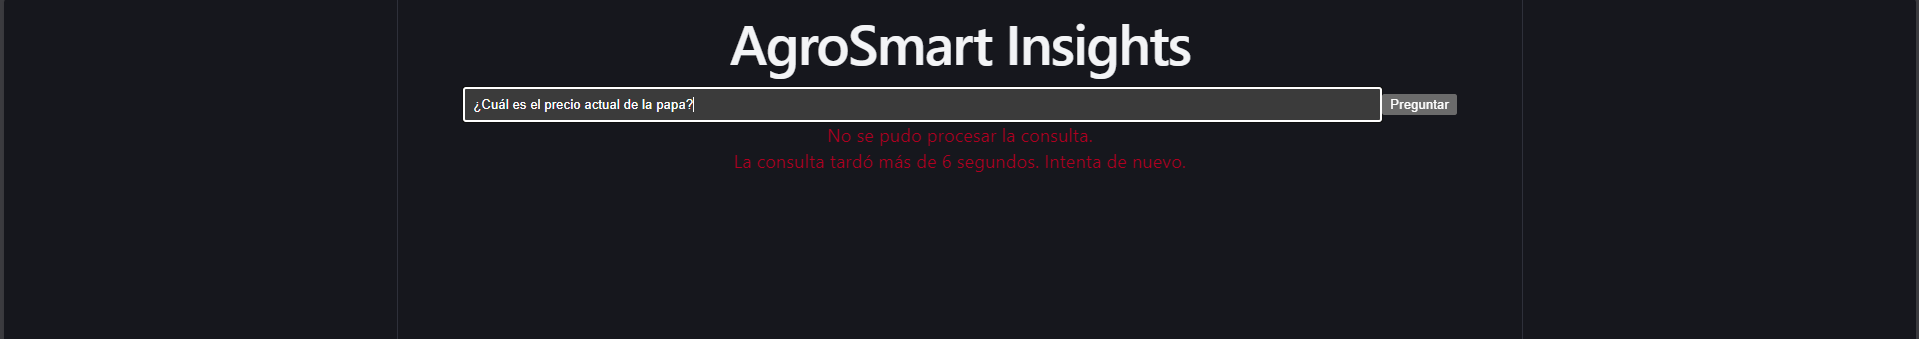 AgroSmart Insights
¿Cuál es el precio actual de la papa?
Preguntar
No se pudo procesar la consulta.
La consulta tardó más de 6 segundos. Intenta de nuevo.